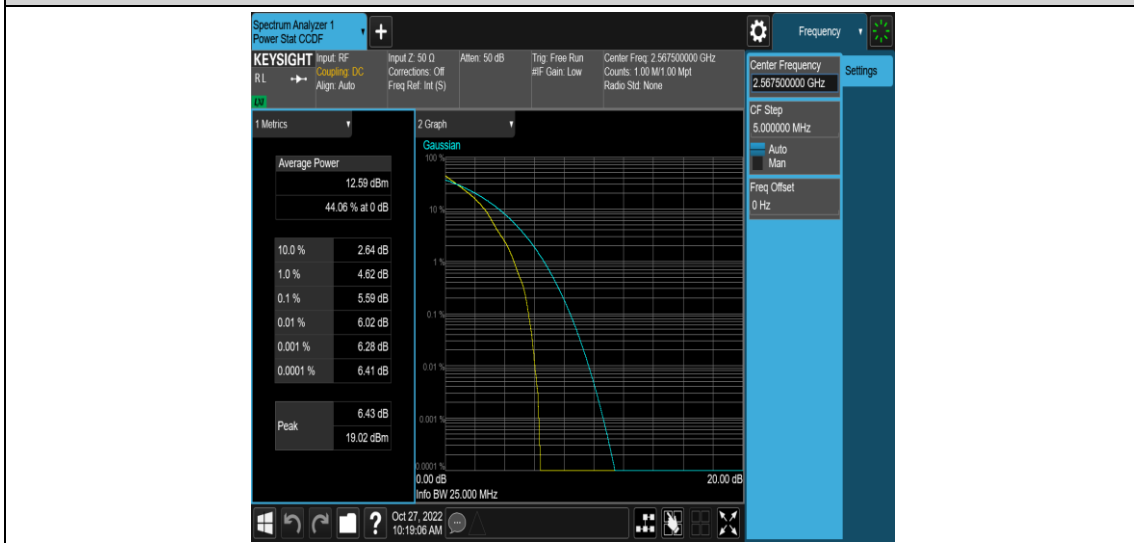 Spectrum Analyzer 1
Power Stat CCDF
+
Frequency
KEYSIGHT
RL
LXI
Input: RF
Coupling: DC
Align: Auto
Input Z: 50 Ω
Corrections: Off
Freq Ref: Int (S)
Atten: 50 dB
Trig: Free Run
#IF Gain: Low
Center Freq: 2.567500000 GHz
Counts: 1.00 M/1.00 Mpt
Radio Std: None
Center Frequency
2.567500000 GHz
Settings
CF Step
5.000000 MHz
Auto
Man
Freq Offset
0 Hz
1 Metrics
Average Power
12.59 dBm
44.06 % at 0 dB
10.0 % 2.64 dB
1.0 % 4.62 dB
0.1 % 5.59 dB
0.01 % 6.02 dB
0.001 % 6.28 dB
0.0001 % 6.41 dB
Peak
6.43 dB
19.02 dBm
2 Graph
Gaussian
100 %
10 %
1 %
0.1 %
0.01 %
0.001 %
0.0001 %
0.00 dB 20.00 dB
Info BW 25.000 MHz
?
Oct 27, 2022
10:19:06 AM